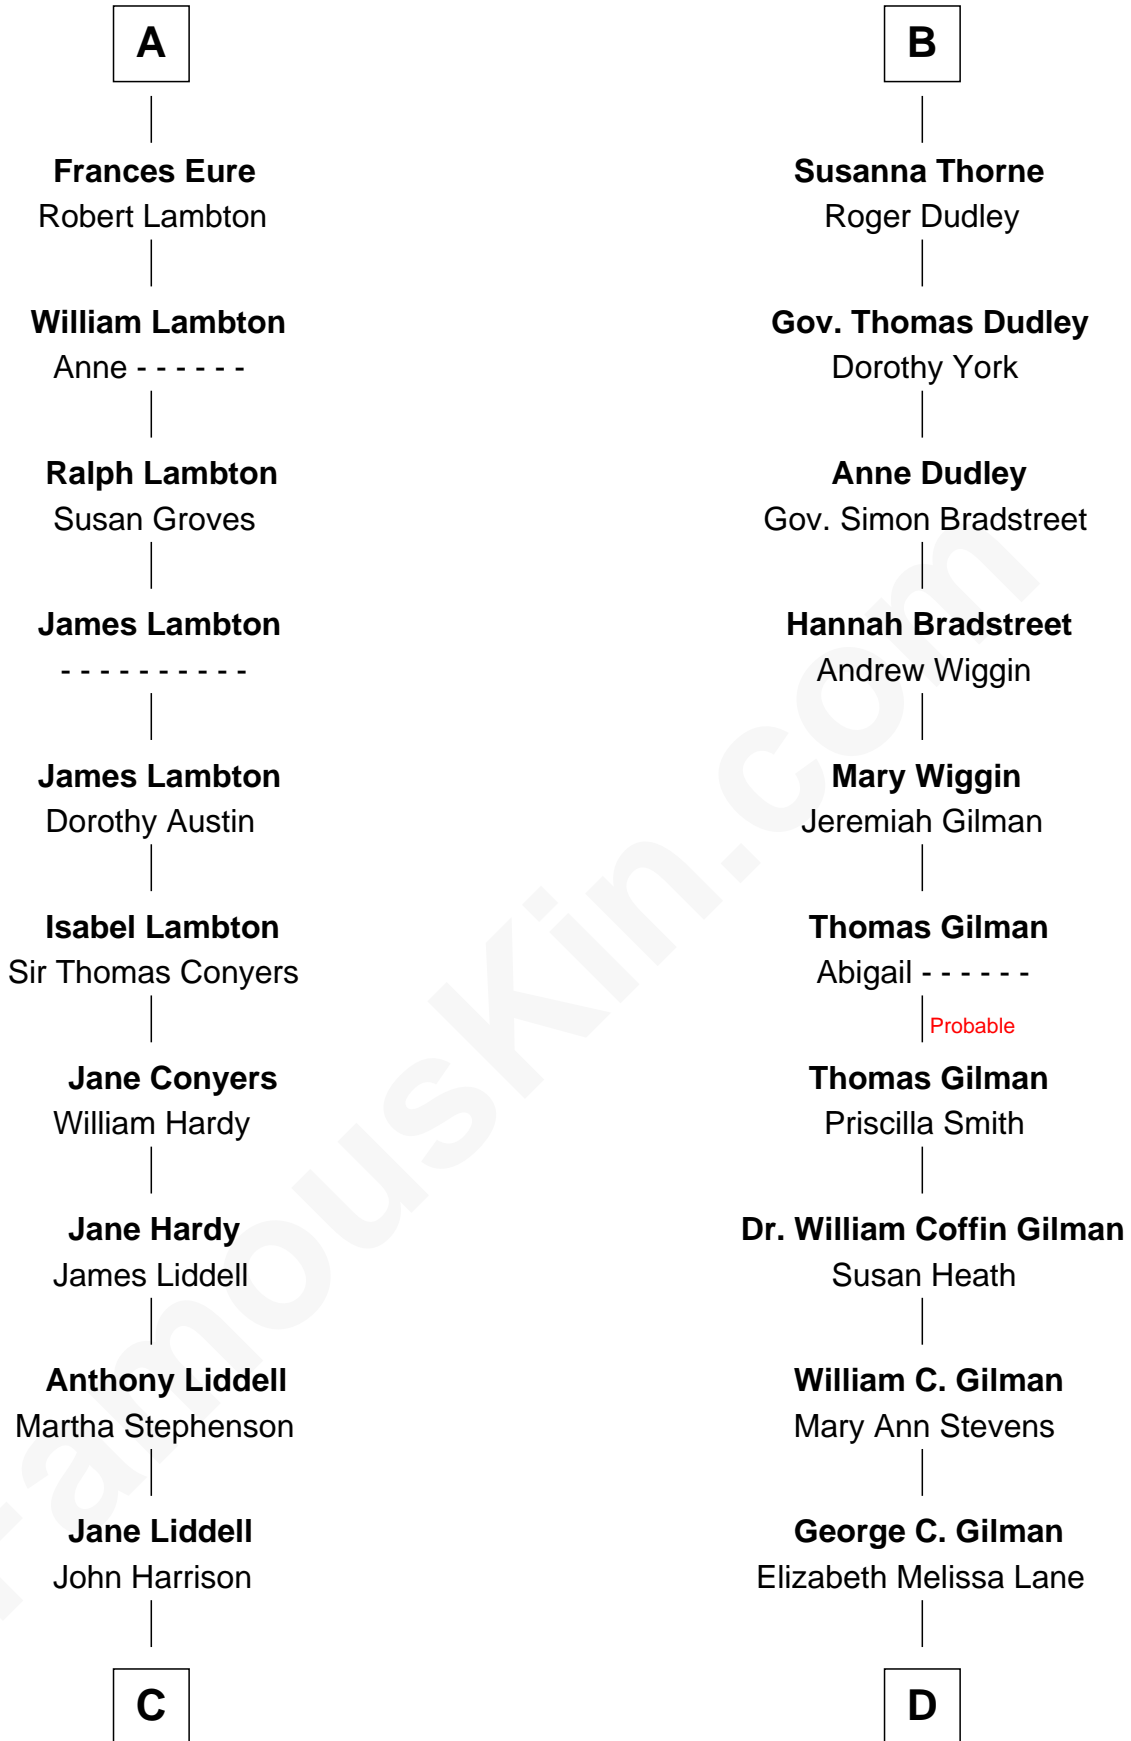 A
Frances Eure
Robert Lambton
William Lambton
Anne - - - - - -
Ralph Lambton
Susan Groves
James Lambton
- - - - - - - - - -
James Lambton
Dorothy Austin
Isabel Lambton
Sir Thomas Conyers
Jane Conyers
William Hardy
Jane Hardy
James Liddell
Anthony Liddell
Martha Stephenson
Jane Liddell
John Harrison
C
B
Susanna Thorne
Roger Dudley
Gov. Thomas Dudley
Dorothy York
Anne Dudley
Gov. Simon Bradstreet
Hannah Bradstreet
Andrew Wiggin
Mary Wiggin
Jeremiah Gilman
Thomas Gilman
Abigail - - - - - -
Probable
Thomas Gilman
Priscilla Smith
Dr. William Coffin Gilman
Susan Heath
William C. Gilman
Mary Ann Stevens
George C. Gilman
Elizabeth Melissa Lane
D
FamousKin.com